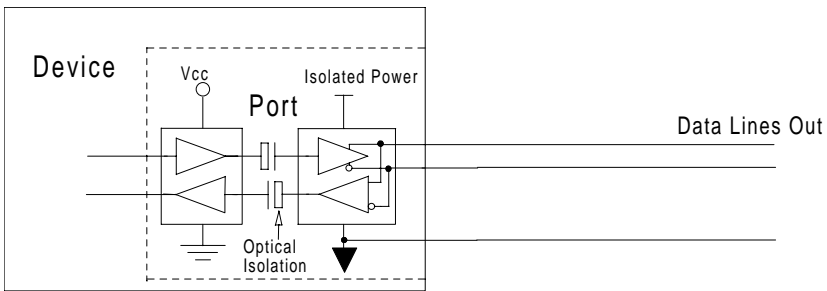 Device
Vcc
Isolated Power
Port
Data Lines Out
Optical
Isolation